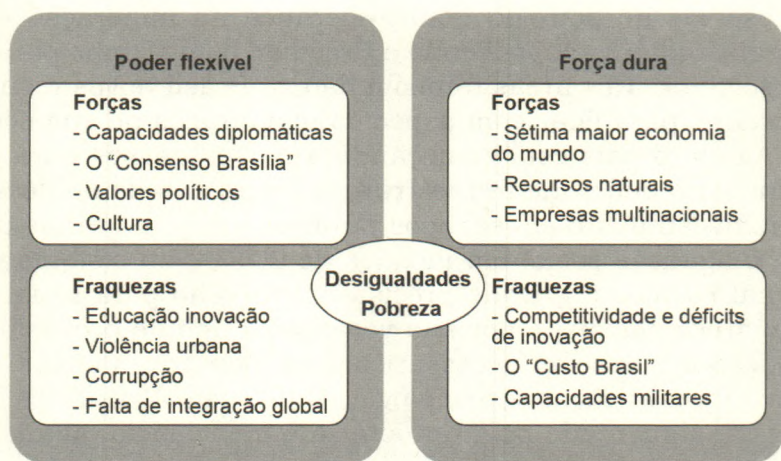 Poder flexível
Forças
- Capacidades diplomáticas
- O “Consenso Brasília”
- Valores políticos
- Cultura
Fraquezas
- Educação inovação
- Violência urbana
- Corrupção
- Falta de integração global
Desigualdades
Pobreza
Força dura
Forças
- Sétima maior economia
do mundo
- Recursos naturais
- Empresas multinacionais
Fraquezas
- Competitividade e déficits
de inovação
- O “Custo Brasil”
- Capacidades militares